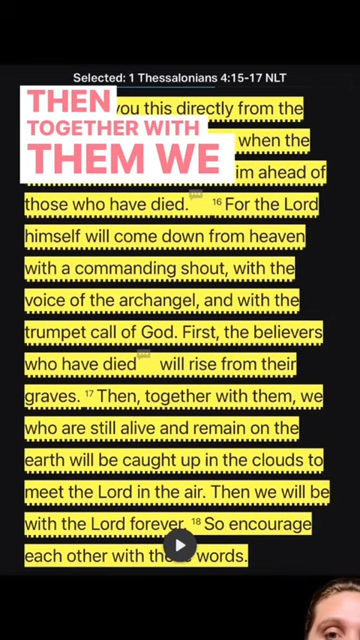 Selected: 1 Thessalonians 4:15-17 NLT
THEN
TOGETHER WITH
THEM WE
you this directly from the
when the
im ahead of
those who have died. 16 For the Lord
himself will come down from heaven
with a commanding shout, with the
voice of the archangel, and with the
trumpet call of God. First, the believers
who have died will rise from their
graves. 17 Then, together with them, we
who are still alive and remain on the
earth will be caught up in the clouds to
meet the Lord in the air. Then we will be
with the Lord forever. 18 So encourage
each other with these words.